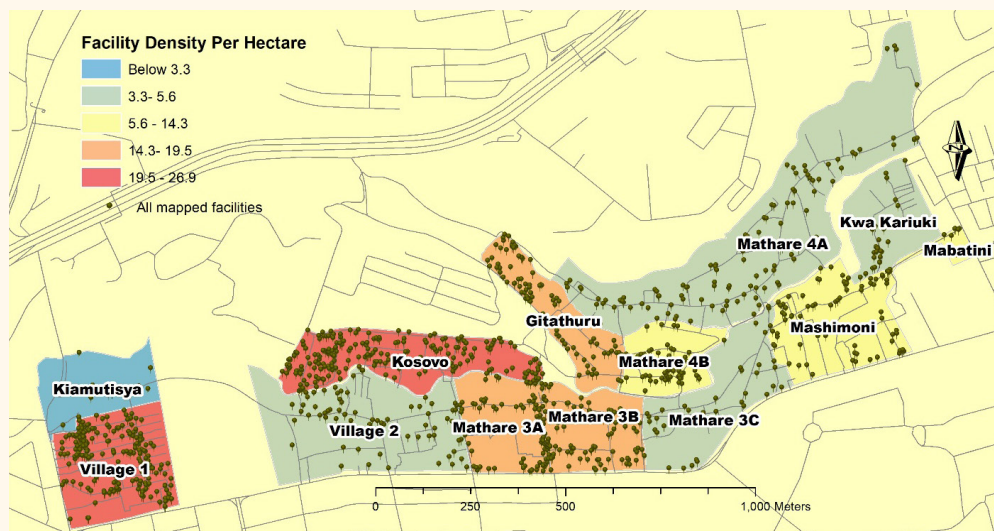 Facility Density Per Hectare
Below 3.3
3.3- 5.6
5.6 - 14.3
14.3- 19.5
19.5 - 26.9
All mapped facilities
N
Kwa Kariuki
Mathare 4A
Mabatini
Gitathuru
Mashimoni
Kosovo
Mathare 4B
Kiamutisya
Mathare 3B
Mathare 3C
Village 2
Mathare 3A
Village 1
0 250 500 1,000 Meters